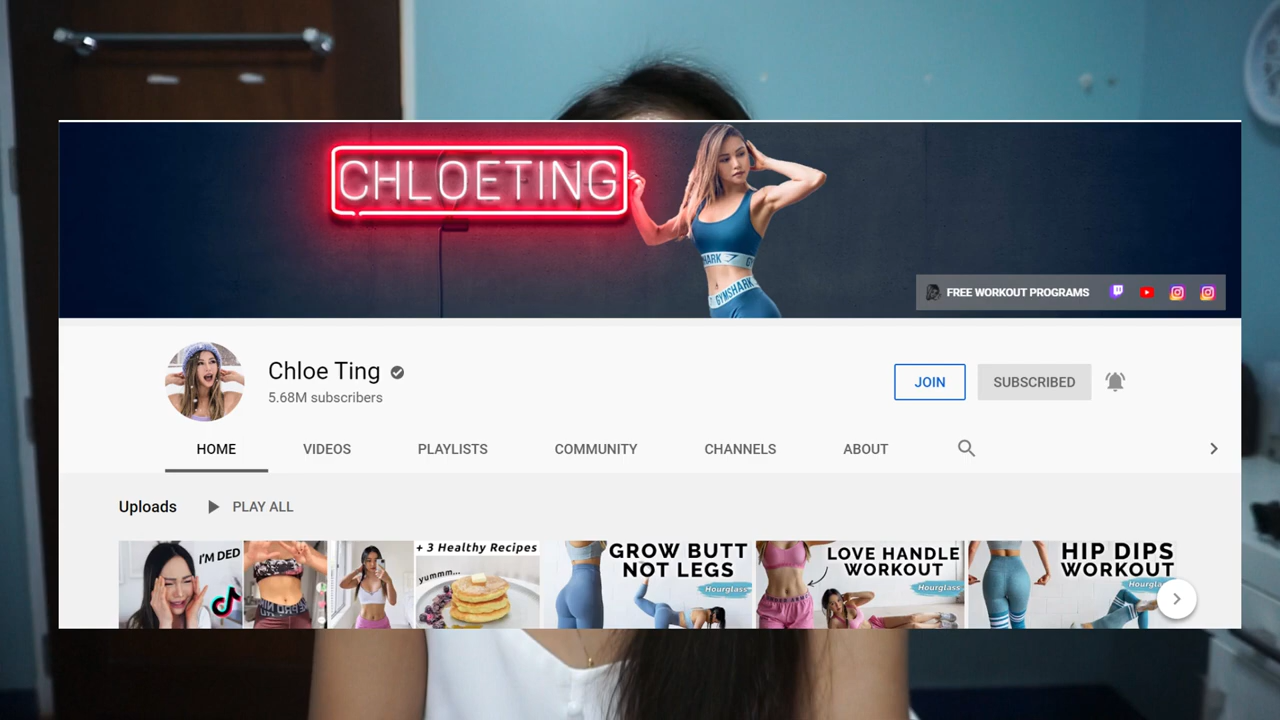 CHLOETING
GYMSHARK
FREE WORKOUT PROGRAMS
Chloe Ting
5.68M subscribers
JOIN
SUBSCRIBED
HOME
VIDEOS
PLAYLISTS
COMMUNITY
CHANNELS
ABOUT
Uploads
PLAY ALL
I'M DED
+ 3 Healthy Recipes
yummm...
GROW BUTT
NOT LEGS
Hourglass
LOVE HANDLE
WORKOUT
Hourglass
HIP DIPS
WORKOUT